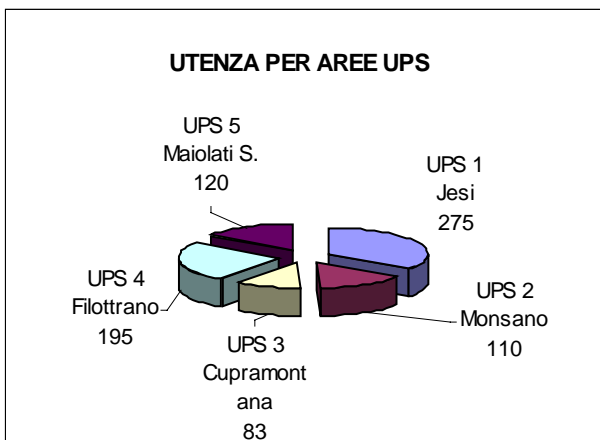 UTENZA PER AREE UPS
UPS 5
Maiolati S.
120
UPS 1
Jesi
275
UPS 4
Filottrano
195
UPS 2
Monsano
110
UPS 3
Cupramont
ana
83